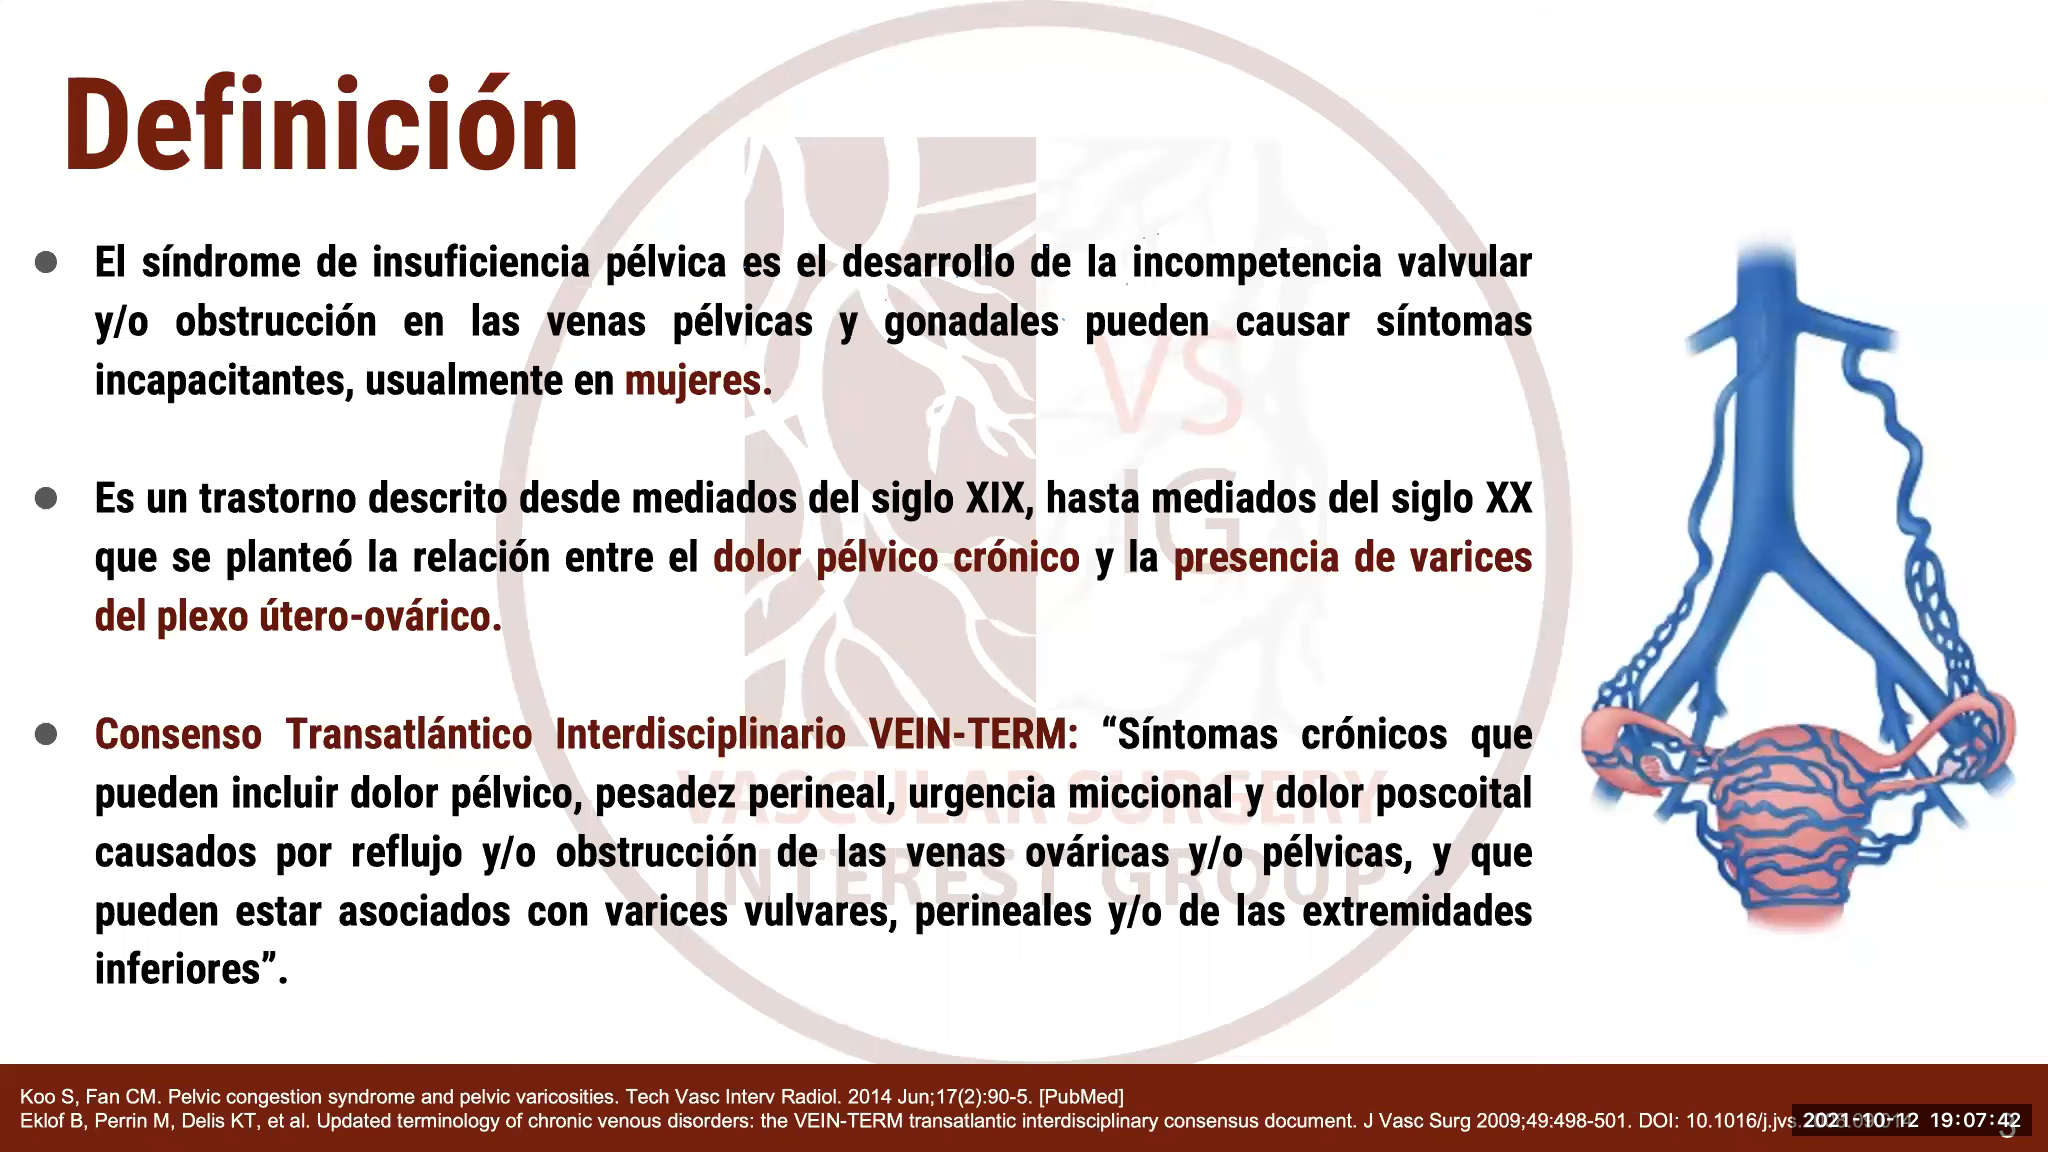 Definición
● El síndrome de insuficiencia pélvica es el desarrollo de la incompetencia valvular
y/o obstrucción en las venas pélvicas y gonadales pueden causar síntomas
incapacitantes, usualmente en mujeres.
● Es un trastorno descrito desde mediados del siglo XIX, hasta mediados del siglo XX
que se planteó la relación entre el dolor pélvico crónico y la presencia de varices
del plexo útero-ovárico.
● Consenso Transatlántico Interdisciplinario VEIN-TERM: “Síntomas crónicos que
pueden incluir dolor pélvico, pesadez perineal, urgencia miccional y dolor poscoital
causados por reflujo y/o obstrucción de las venas ováricas y/o pélvicas, y que
pueden estar asociados con varices vulvares, perineales y/o de las extremidades
inferiores”.
VS
IG
VASCULAR SURGERY
INTEREST GROUP
Koo S, Fan CM. Pelvic congestion syndrome and pelvic varicosities. Tech Vasc Interv Radiol. 2014 Jun;17(2):90-5. [PubMed]
Eklof B, Perrin M, Delis KT, et al. Updated terminology of chronic venous disorders: the VEIN-TERM transatlantic interdisciplinary consensus document. J Vasc Surg 2009;49:498-501. DOI: 10.1016/j.jvs.
2021-10-12 19:07:42
3